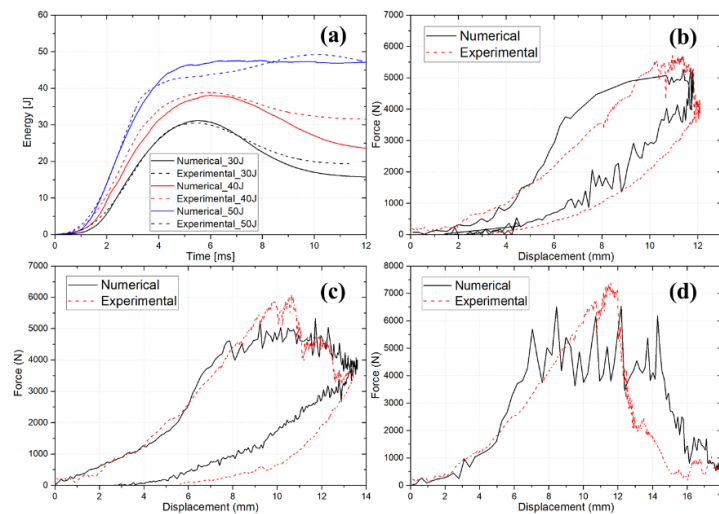 (a)
Energy [J]
60
50
40
30
20
10
0
Numerical_30J
Experimental_30J
Numerical_40J
Experimental_40J
Numerical_50J
Experimental_50J
0 2 4 6 8 10 12
Time [ms]
(b)
Numerical
Experimental
Force (N)
7000
6000
5000
4000
3000
2000
1000
0
0 2 4 6 8 10 12
Displacement (mm)
(c)
Numerical
Experimental
Force (N)
7000
6000
5000
4000
3000
2000
1000
0
0 2 4 6 8 10 12 14
Displacement (mm)
(d)
Numerical
Experimental
Force (N)
8000
7000
6000
5000
4000
3000
2000
1000
0
0 2 4 6 8 10 12 14 16
Displacement (mm)